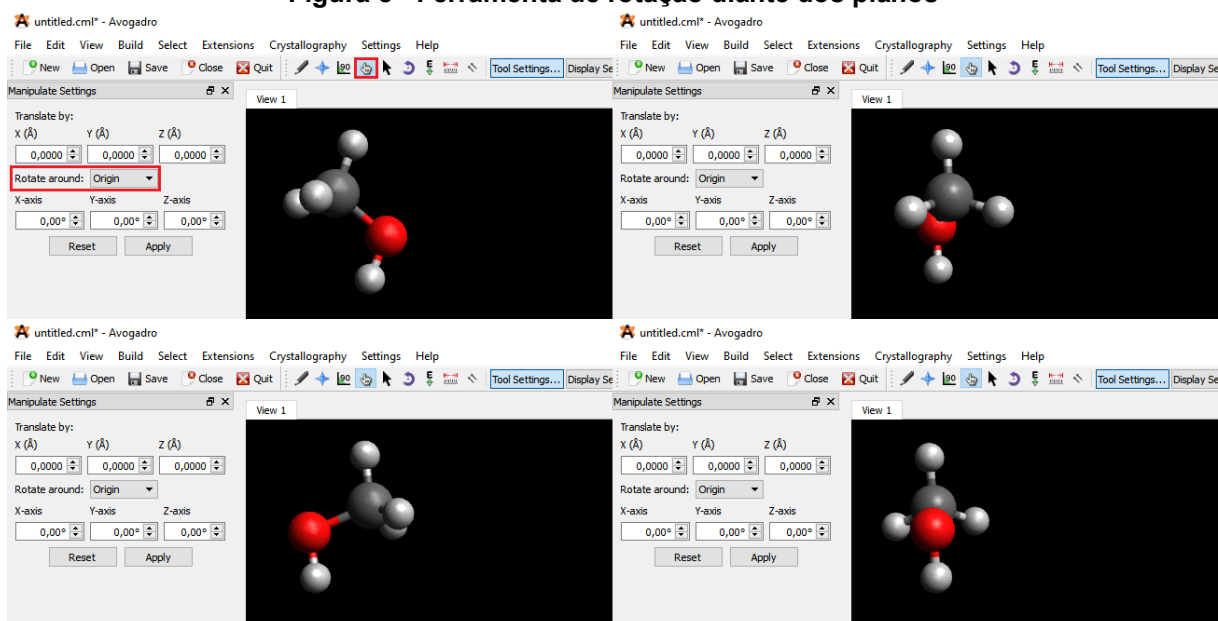 Figura 3 - Ferramenta de rotação diante dos planos
untitled.cml* - Avogadro
File Edit View Build Select Extensions Crystallography Settings Help
New Open Save Close Quit Tool Settings... Display Se
Manipulate Settings
View 1
Translate by:
X (Å) Y (Å) Z (Å)
0,0000 0,0000 0,0000
Rotate around: Origin
X-axis Y-axis Z-axis
0,00° 0,00° 0,00°
Reset Apply
untitled.cml* - Avogadro
File Edit View Build Select Extensions Crystallography Settings Help
New Open Save Close Quit Tool Settings... Display Se
Manipulate Settings
View 1
Translate by:
X (Å) Y (Å) Z (Å)
0,0000 0,0000 0,0000
Rotate around: Origin
X-axis Y-axis Z-axis
0,00° 0,00° 0,00°
Reset Apply
untitled.cml* - Avogadro
File Edit View Build Select Extensions Crystallography Settings Help
New Open Save Close Quit Tool Settings... Display Se
Manipulate Settings
View 1
Translate by:
X (Å) Y (Å) Z (Å)
0,0000 0,0000 0,0000
Rotate around: Origin
X-axis Y-axis Z-axis
0,00° 0,00° 0,00°
Reset Apply
untitled.cml* - Avogadro
File Edit View Build Select Extensions Crystallography Settings Help
New Open Save Close Quit Tool Settings... Display Se
Manipulate Settings
View 1
Translate by:
X (Å) Y (Å) Z (Å)
0,0000 0,0000 0,0000
Rotate around: Origin
X-axis Y-axis Z-axis
0,00° 0,00° 0,00°
Reset Apply